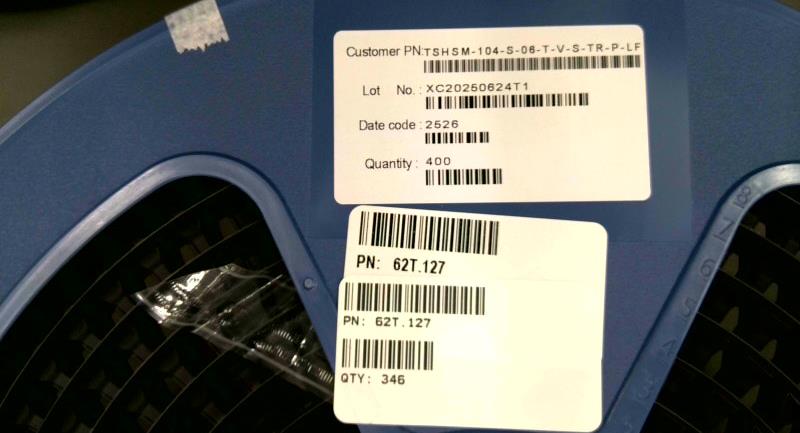 Customer PN:TSHSM-104-S-06-T-V-S-TR-P-LF
Lot No.: XC20250624T1
Date code: 2526
Quantity: 400
PN: 62T.127
PN: 62T.127
QTY: 346